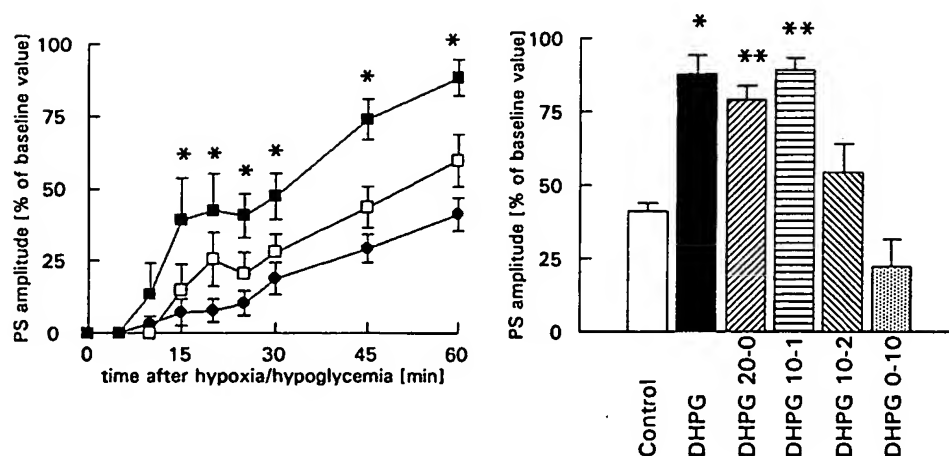 PS amplitude [% of baseline value]
100
75
50
25
0
* * * * * *
0 15 30 45 60
time after hypoxia/hypoglycemia [min]
PS amplitude [% of baseline value]
100
75
50
25
0
* ** **
Control
DHPG
DHPG 20-0
DHPG 10-1
DHPG 10-2
DHPG 0-10